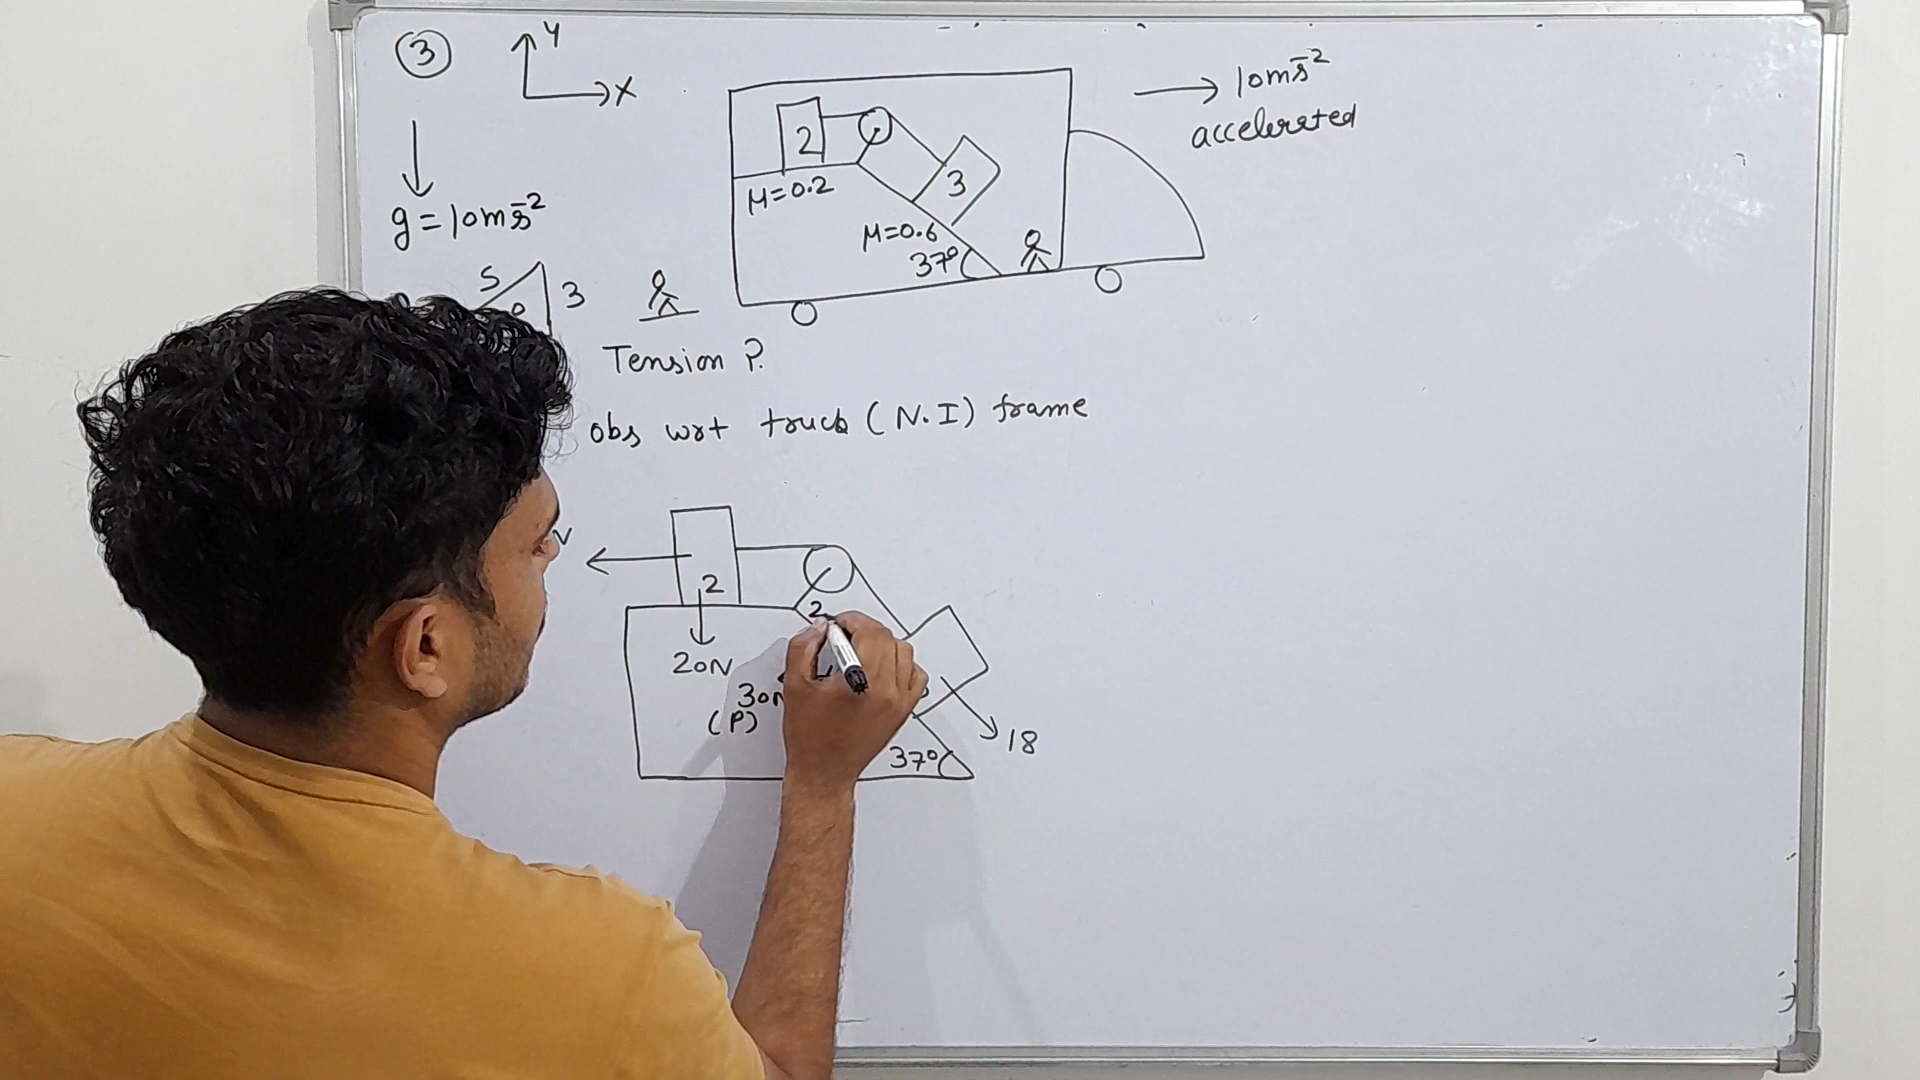 3
Y
X
10ms̄²
accelerated
2
μ=0.2
3
μ=0.6
37°
g=10ms̄²
5
3
Tension ?
obs wrt truck (N.I) frame
2
2
20N
30N
(P)
18
37°